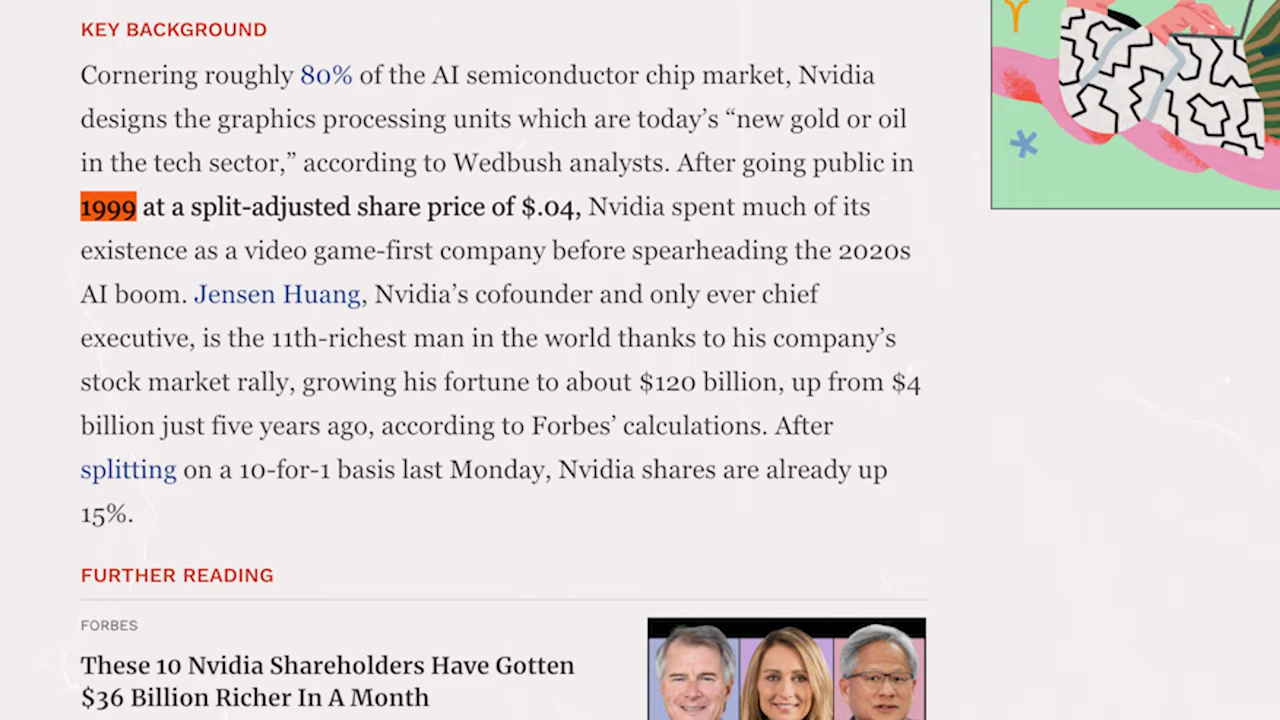 KEY BACKGROUND
Cornering roughly 80% of the AI semiconductor chip market, Nvidia
designs the graphics processing units which are today’s “new gold or oil
in the tech sector,” according to Wedbush analysts. After going public in
1999 at a split-adjusted share price of $.04, Nvidia spent much of its
existence as a video game-first company before spearheading the 2020s
AI boom. Jensen Huang, Nvidia’s cofounder and only ever chief
executive, is the 11th-richest man in the world thanks to his company’s
stock market rally, growing his fortune to about $120 billion, up from $4
billion just five years ago, according to Forbes’ calculations. After
splitting on a 10-for-1 basis last Monday, Nvidia shares are already up
15%.
FURTHER READING
FORBES
These 10 Nvidia Shareholders Have Gotten
$36 Billion Richer In A Month